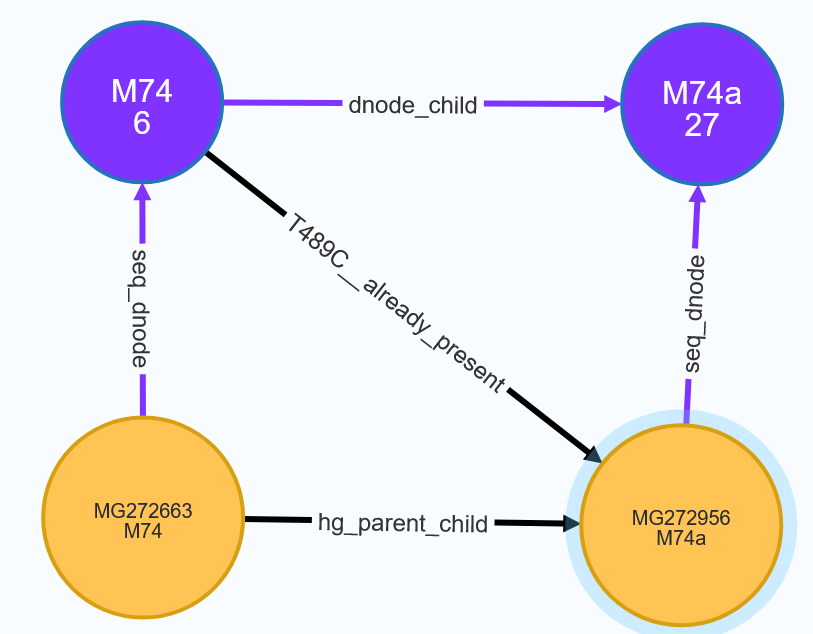 M74
6
dnode_child
M74a
27
T489C__already_present
seq_dnode
seq_dnode
MG272663
M74
hg_parent_child
MG272956
M74a